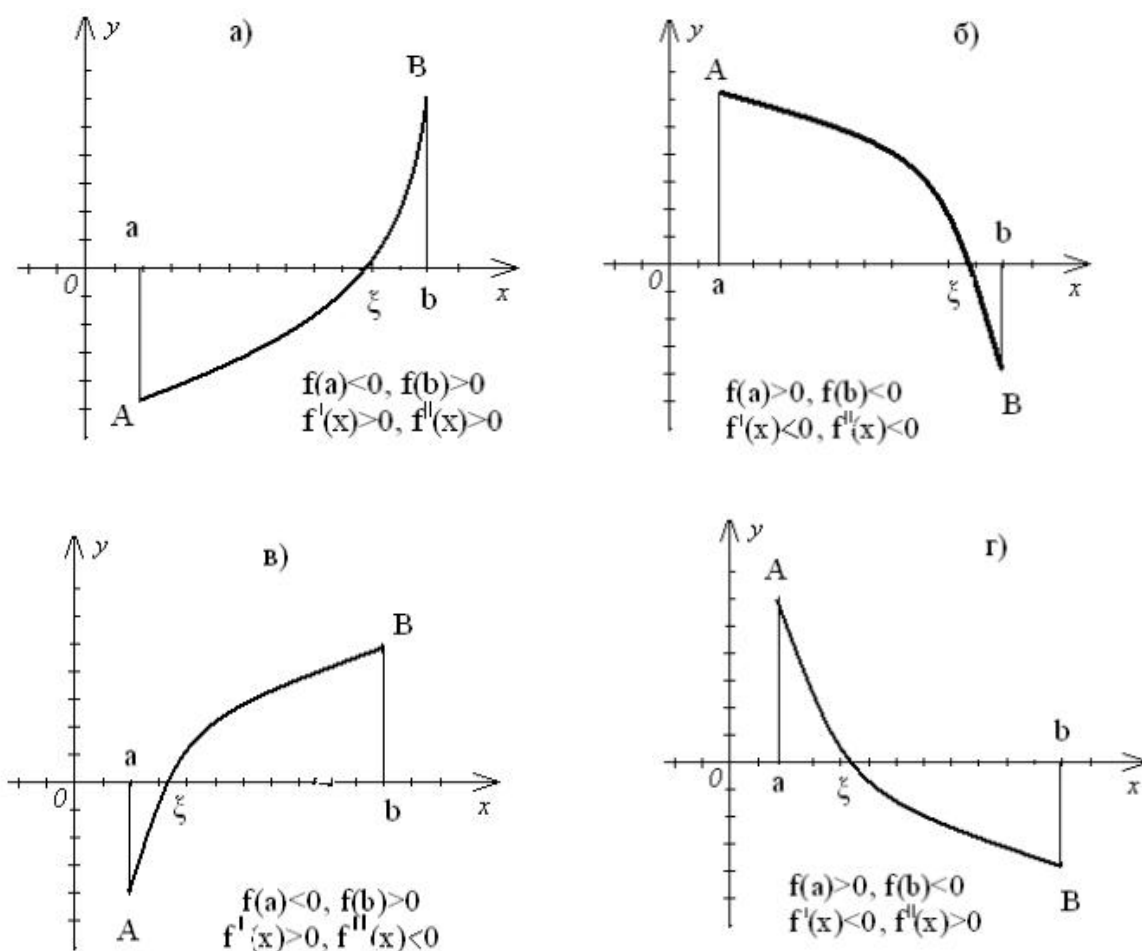 y
а)
B
a
0
ξ
b
x
A
f(a)<0, f(b)>0
f'(x)>0, f''(x)>0
y
б)
A
b
0
a
ξ
x
B
f(a)>0, f(b)<0
f'(x)<0, f''(x)<0
y
в)
B
a
0
ξ
b
x
A
f(a)<0, f(b)>0
f'(x)>0, f''(x)<0
y
г)
A
b
0
a
ξ
x
B
f(a)>0, f(b)<0
f'(x)<0, f''(x)>0